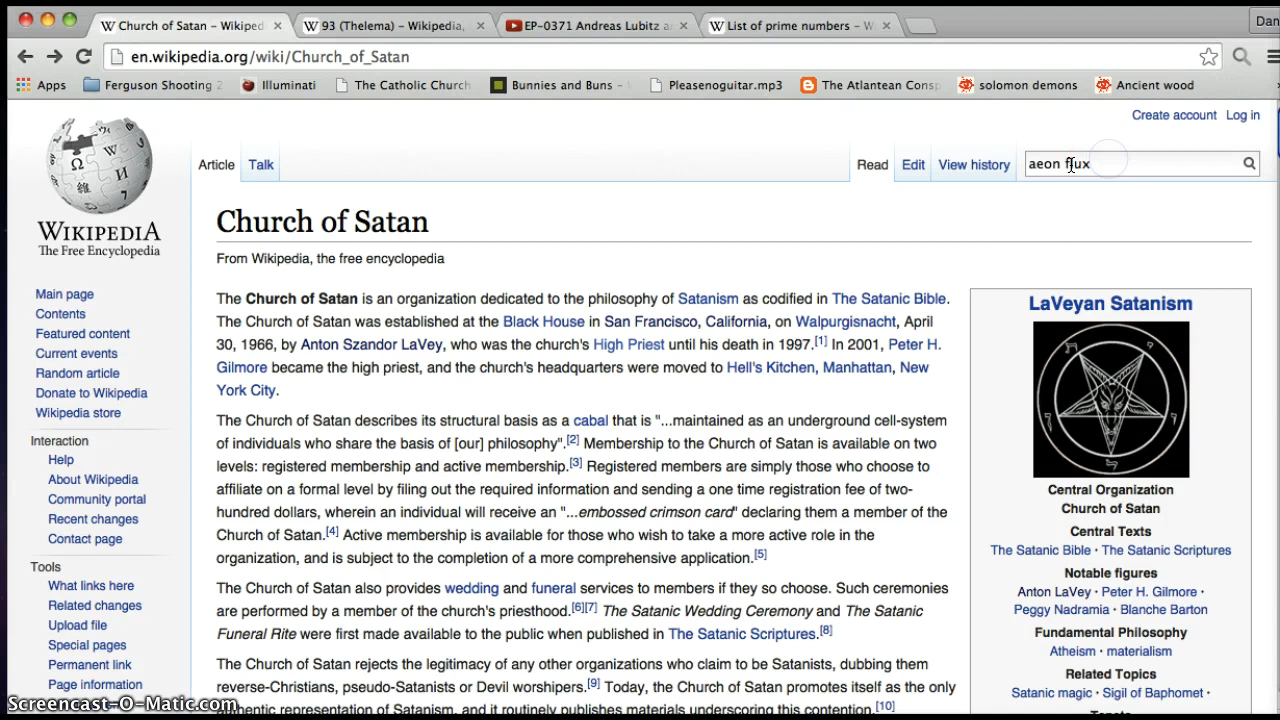 Church of Satan – Wikiped
93 (Thelema) – Wikipedia,
EP-0371 Andreas Lubitz a
List of prime numbers – W
Dan
en.wikipedia.org/wiki/Church_of_Satan
Apps
Ferguson Shooting
Illuminati
The Catholic Church
Bunnies and Buns –
Pleasenoguitar.mp3
The Atlantean Consp
solomon demons
Ancient wood
Create account Log in
Article Talk
Read Edit View history
aeon flux
WIKIPEDIA
The Free Encyclopedia
Main page
Contents
Featured content
Current events
Random article
Donate to Wikipedia
Wikipedia store
Interaction
Help
About Wikipedia
Community portal
Recent changes
Contact page
Tools
What links here
Related changes
Upload file
Special pages
Permanent link
Page information
Church of Satan
From Wikipedia, the free encyclopedia
The Church of Satan is an organization dedicated to the philosophy of Satanism as codified in The Satanic Bible.
The Church of Satan was established at the Black House in San Francisco, California, on Walpurgisnacht, April
30, 1966, by Anton Szandor LaVey, who was the church's High Priest until his death in 1997.[1] In 2001, Peter H.
Gilmore became the high priest, and the church's headquarters were moved to Hell's Kitchen, Manhattan, New
York City.
The Church of Satan describes its structural basis as a cabal that is "...maintained as an underground cell-system
of individuals who share the basis of [our] philosophy".[2] Membership to the Church of Satan is available on two
levels: registered membership and active membership.[3] Registered members are simply those who choose to
affiliate on a formal level by filing out the required information and sending a one time registration fee of two-
hundred dollars, wherein an individual will receive an "...embossed crimson card" declaring them a member of the
Church of Satan.[4] Active membership is available for those who wish to take a more active role in the
organization, and is subject to the completion of a more comprehensive application.[5]
The Church of Satan also provides wedding and funeral services to members if they so choose. Such ceremonies
are performed by a member of the church's priesthood.[6][7] The Satanic Wedding Ceremony and The Satanic
Funeral Rite were first made available to the public when published in The Satanic Scriptures.[8]
The Church of Satan rejects the legitimacy of any other organizations who claim to be Satanists, dubbing them
reverse-Christians, pseudo-Satanists or Devil worshipers.[9] Today, the Church of Satan promotes itself as the only
authentic representation of Satanism, and it routinely publishes materials underscoring this contention.[10]
LaVeyan Satanism
Central Organization
Church of Satan
Central Texts
The Satanic Bible · The Satanic Scriptures
Notable figures
Anton LaVey · Peter H. Gilmore ·
Peggy Nadramia · Blanche Barton
Fundamental Philosophy
Atheism · materialism
Related Topics
Satanic magic · Sigil of Baphomet ·
Screencast-O-Matic.com